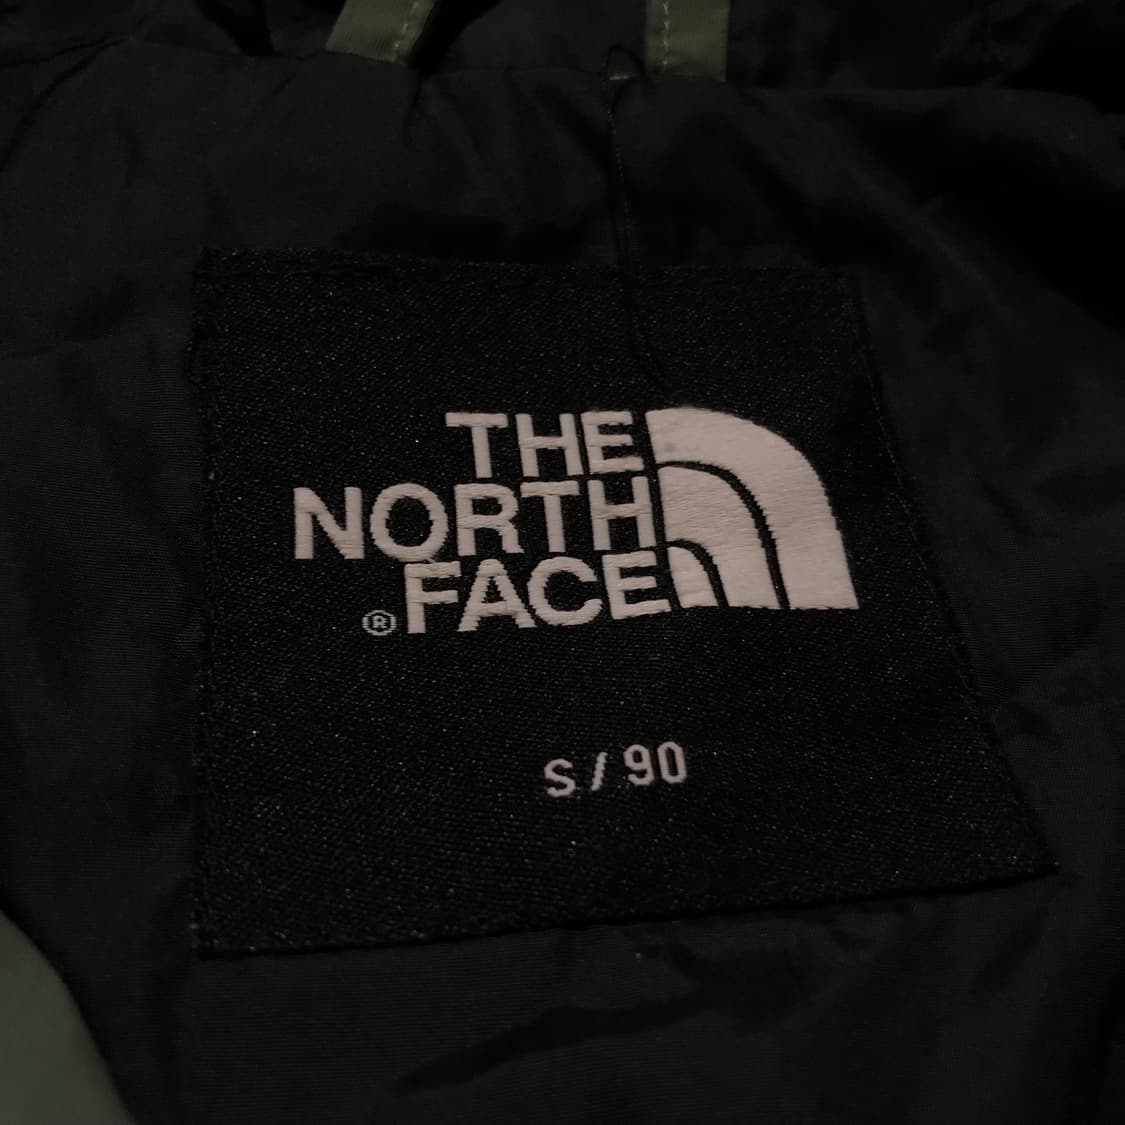 THE
NORTH
® FACE
S / 90